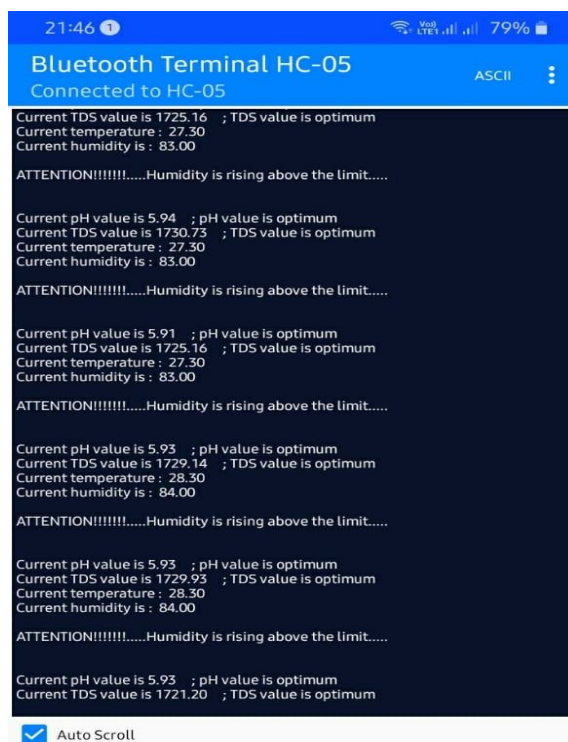 21:46 1 Vo) LTE1 79%
Bluetooth Terminal HC-05
ASCII
Connected to HC-05
Current TDS value is 1725.16 ; TDS value is optimum
Current temperature : 27.30
Current humidity is : 83.00
ATTENTION!!!!!!!.....Humidity is rising above the limit.....
Current pH value is 5.94 ; pH value is optimum
Current TDS value is 1730.73 ; TDS value is optimum
Current temperature : 27.30
Current humidity is : 83.00
ATTENTION!!!!!!!.....Humidity is rising above the limit.....
Current pH value is 5.91 ; pH value is optimum
Current TDS value is 1725.16 ; TDS value is optimum
Current temperature : 27.30
Current humidity is : 83.00
ATTENTION!!!!!!!.....Humidity is rising above the limit.....
Current pH value is 5.93 ; pH value is optimum
Current TDS value is 1729.14 ; TDS value is optimum
Current temperature : 28.30
Current humidity is : 84.00
ATTENTION!!!!!!!.....Humidity is rising above the limit.....
Current pH value is 5.93 ; pH value is optimum
Current TDS value is 1729.93 ; TDS value is optimum
Current temperature : 28.30
Current humidity is : 84.00
ATTENTION!!!!!!!.....Humidity is rising above the limit.....
Current pH value is 5.93 ; pH value is optimum
Current TDS value is 1721.20 ; TDS value is optimum
Auto Scroll